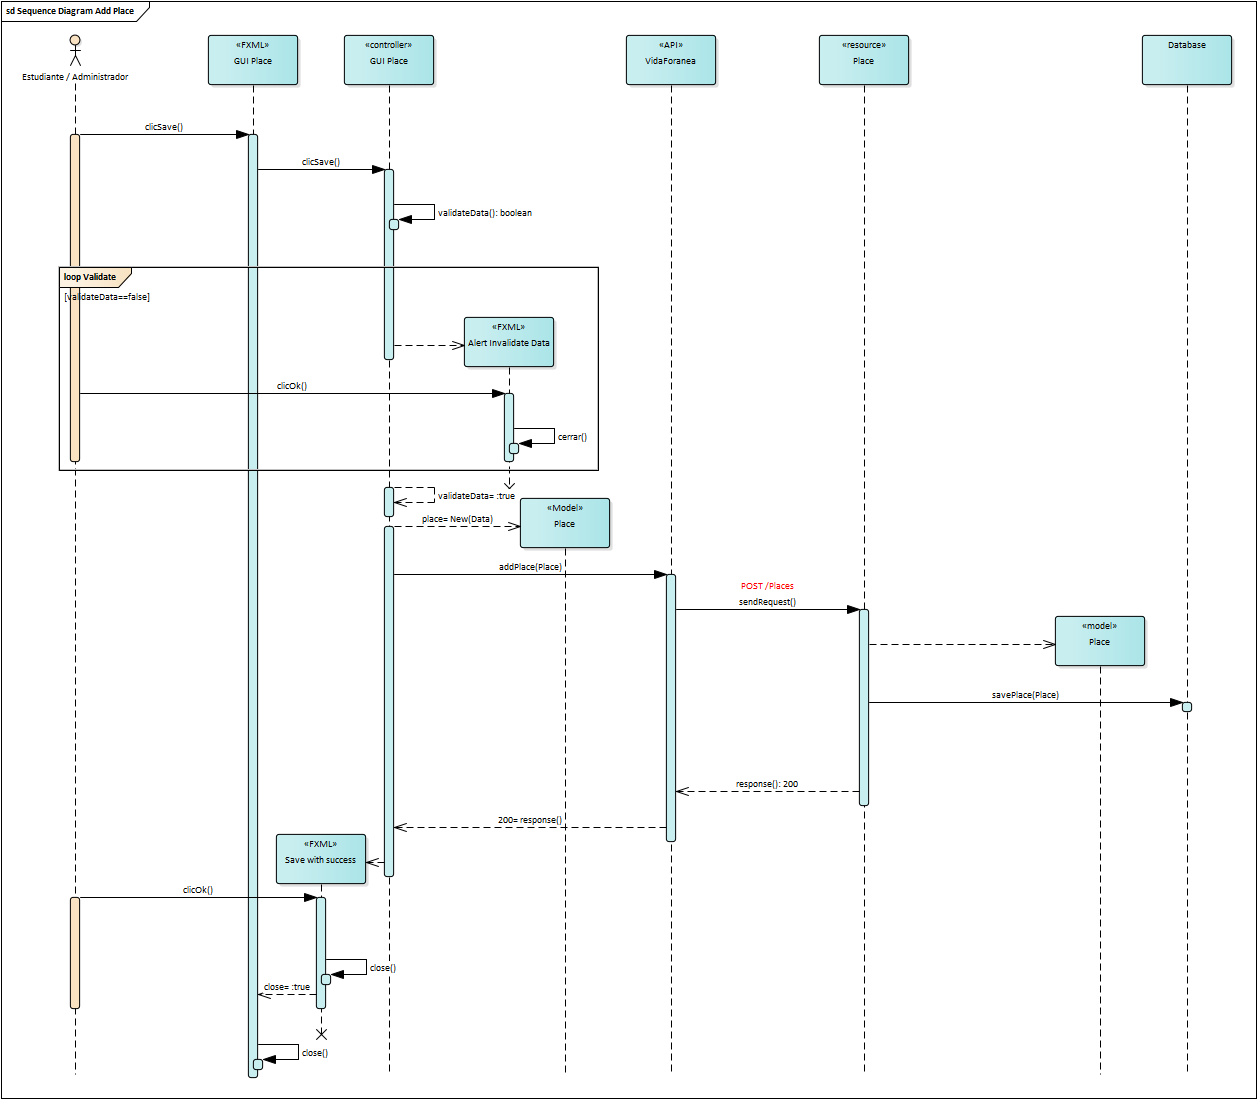 sd Sequence Diagram Add Place
Estudiante / Administrador
«FXML»
GUI Place
«controller»
GUI Place
«API»
VidaForanea
«resource»
Place
Database
clicSave()
clicSave()
validateData(): boolean
loop Validate
[validateData==false]
«FXML»
Alert Invalidate Data
clicOk()
cerrar()
validateData= :true
«Model»
Place
place= New(Data)
addPlace(Place)
POST /Places
sendRequest()
«model»
Place
savePlace(Place)
response(): 200
200= response()
«FXML»
Save with success
clicOk()
close()
close= :true
close()